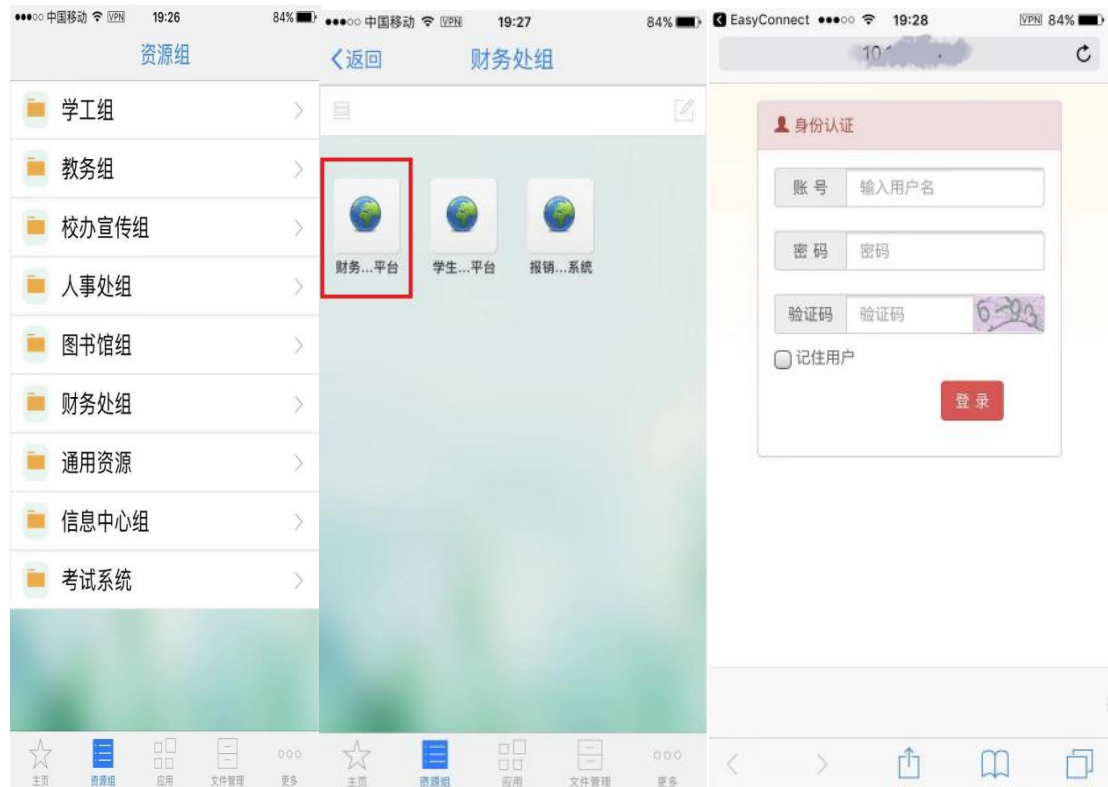 中国移动 VPN 19:26 84%
资源组
学工组
教务组
校办宣传组
人事处组
图书馆组
财务处组
通用资源
信息中心组
考试系统
主页 资源组 应用 文件管理 更多
中国移动 VPN 19:27 84%
返回 财务处组
财务...平台 学生...平台 报销...系统
主页 资源组 应用 文件管理 更多
EasyConnect 19:28 VPN 84%
10
身份认证
账号 输入用户名
密码 密码
验证码 验证码
记住用户
登录